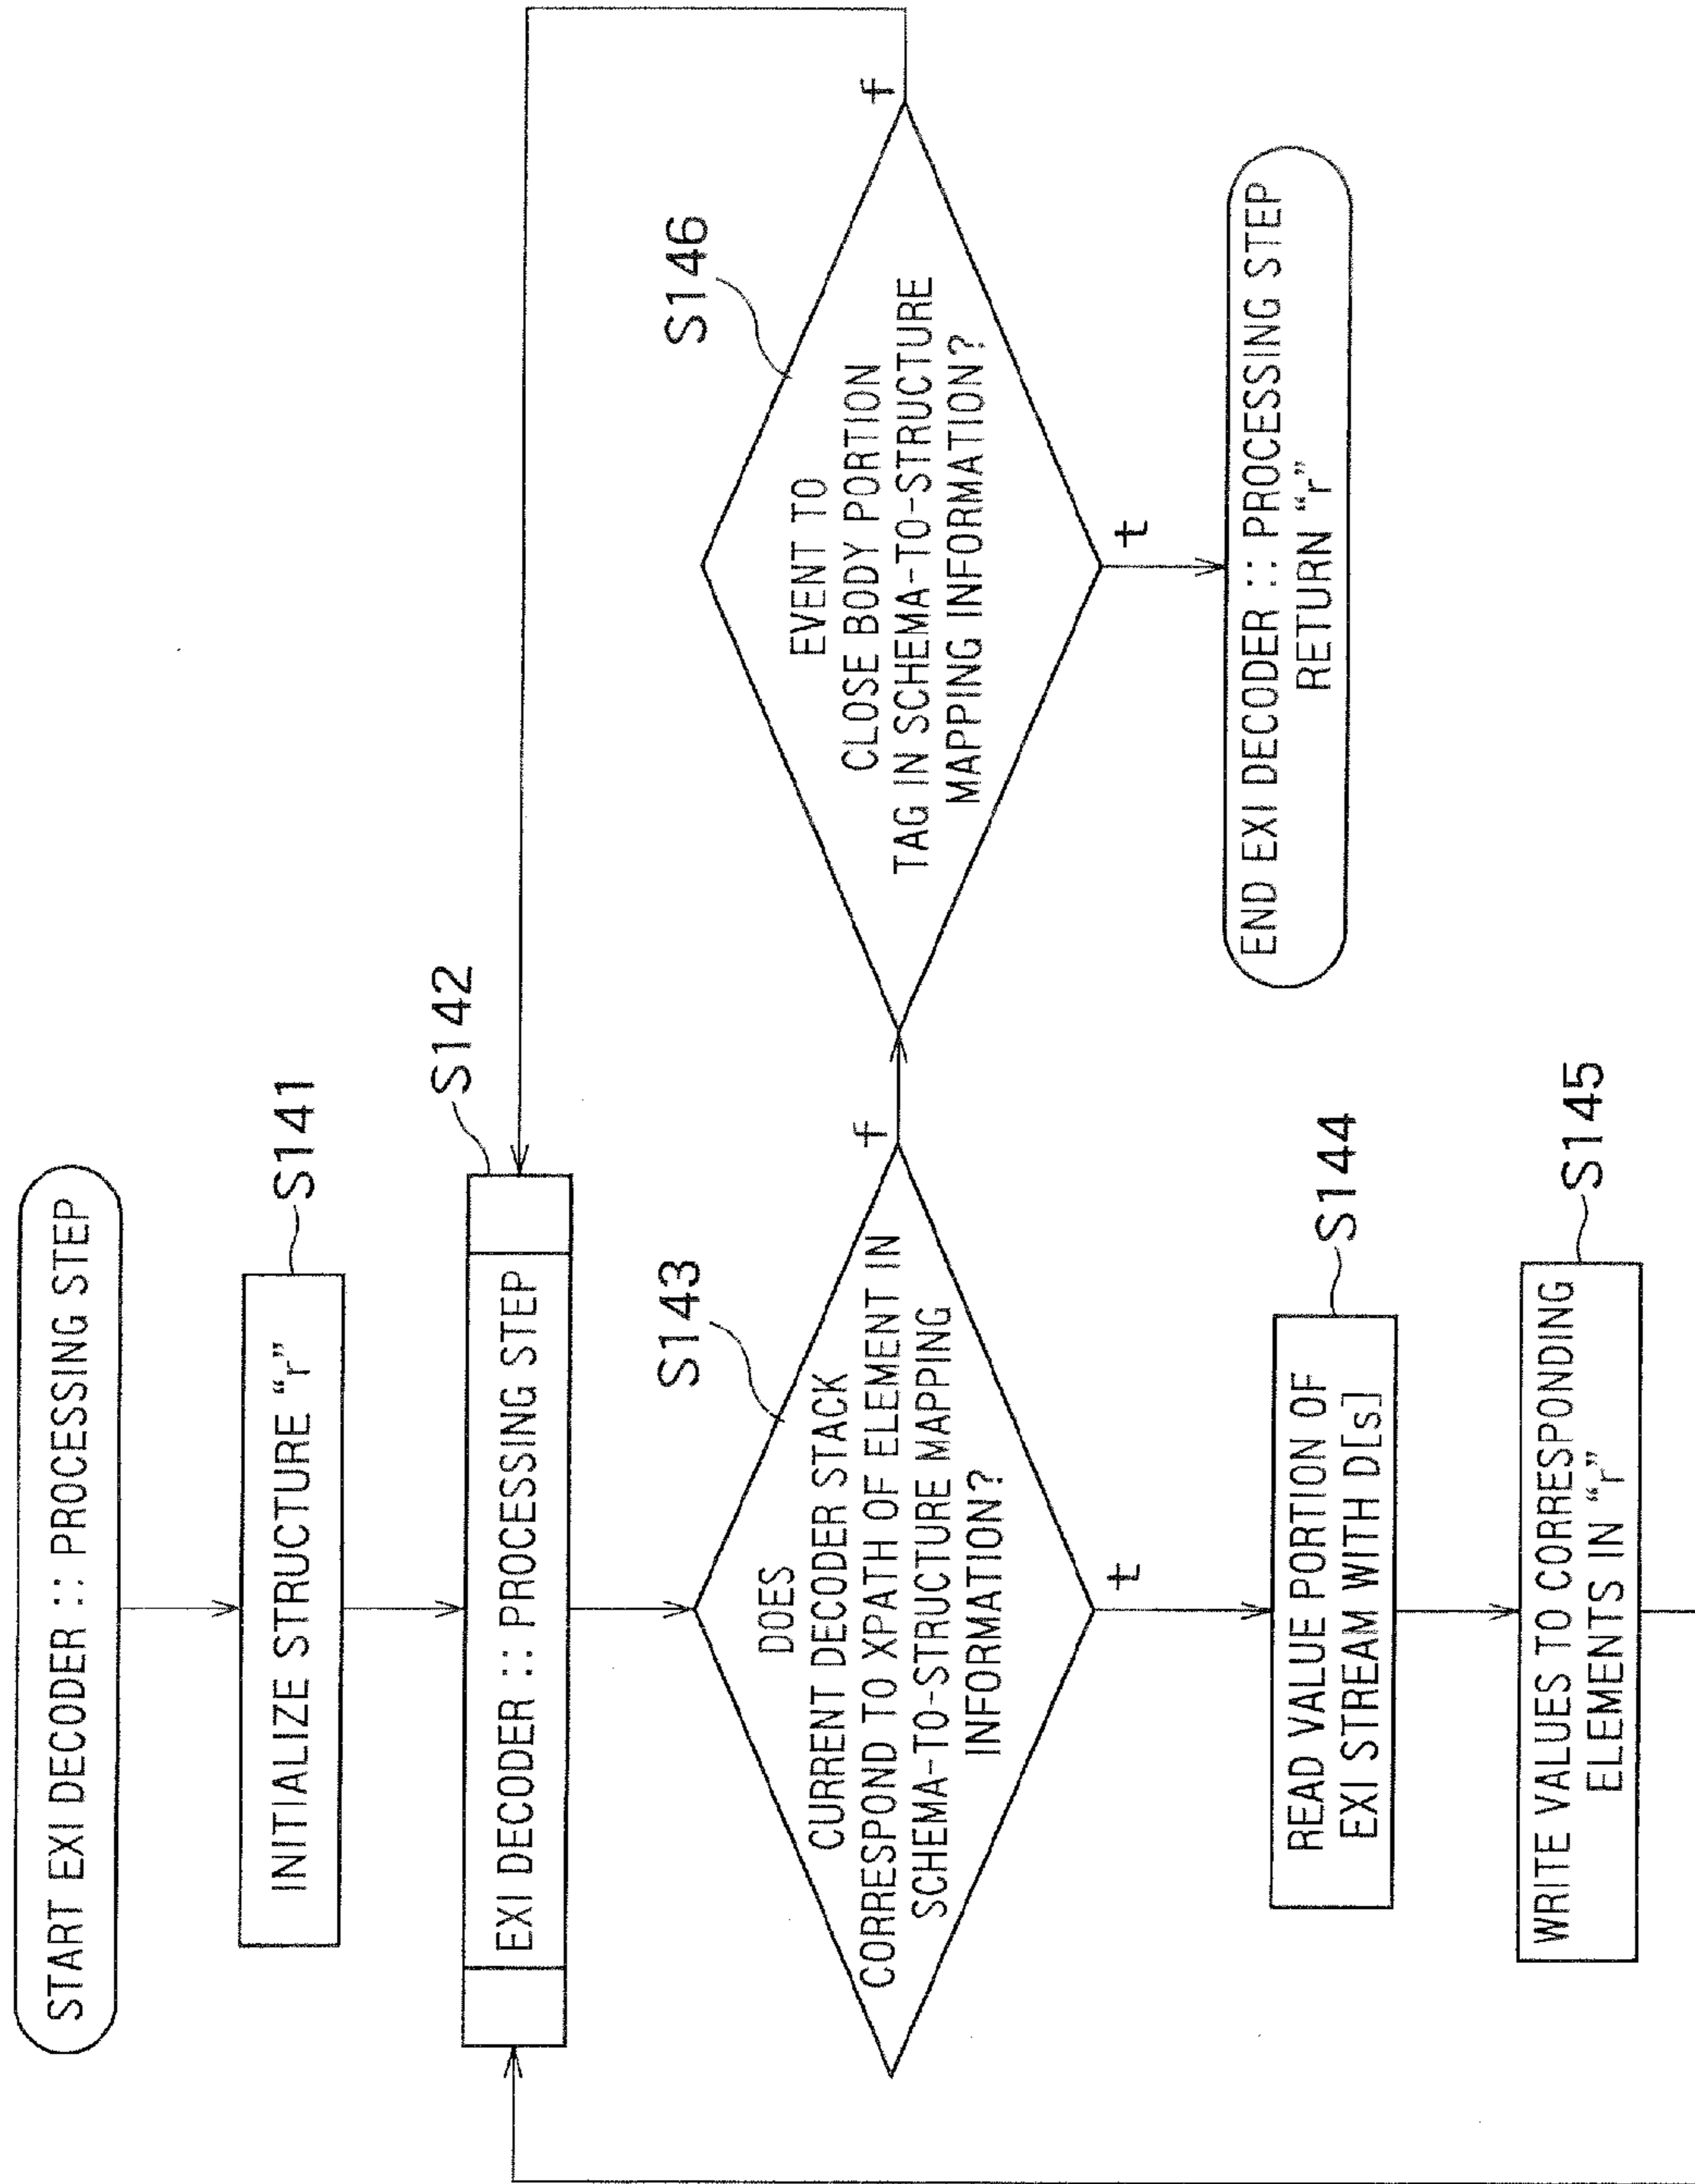 START EXI DECODER :: PROCESSING STEP
INITIALIZE STRUCTURE “r”
S141
S142
EXI DECODER :: PROCESSING STEP
S143
DOES
CURRENT DECODER STACK
CORRESPOND TO XPATH OF ELEMENT IN
SCHEMA-TO-STRUCTURE MAPPING
INFORMATION?
f
t
S146
EVENT TO
CLOSE BODY PORTION
TAG IN SCHEMA-TO-STRUCTURE
MAPPING INFORMATION?
f
t
READ VALUE PORTION OF
EXI STREAM WITH D[s]
S144
END EXI DECODER :: PROCESSING STEP
RETURN “r”
WRITE VALUES TO CORRESPONDING
ELEMENTS IN “r”
S145